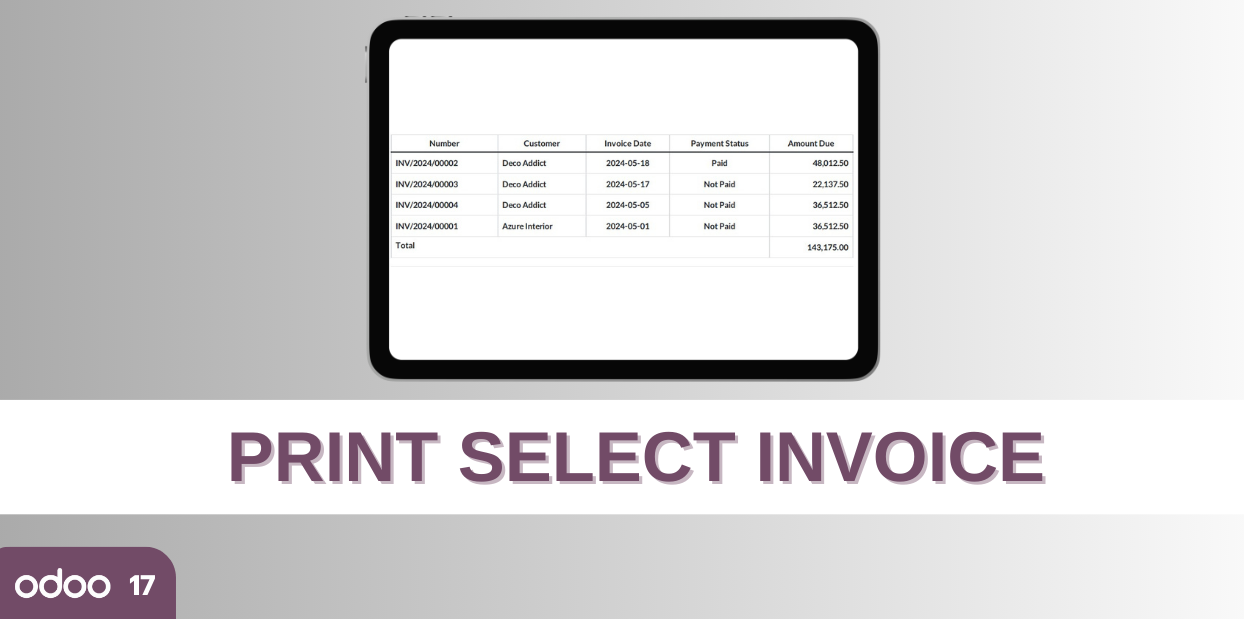 Number Customer Invoice Date Payment Status Amount Due
INV/2024/00002 Deco Addict 2024-05-18 Paid 48,012.50
INV/2024/00003 Deco Addict 2024-05-17 Not Paid 22,137.50
INV/2024/00004 Deco Addict 2024-05-05 Not Paid 36,512.50
INV/2024/00001 Azure Interior 2024-05-01 Not Paid 36,512.50
Total 143,175.00
PRINT SELECT INVOICE
odoo 17